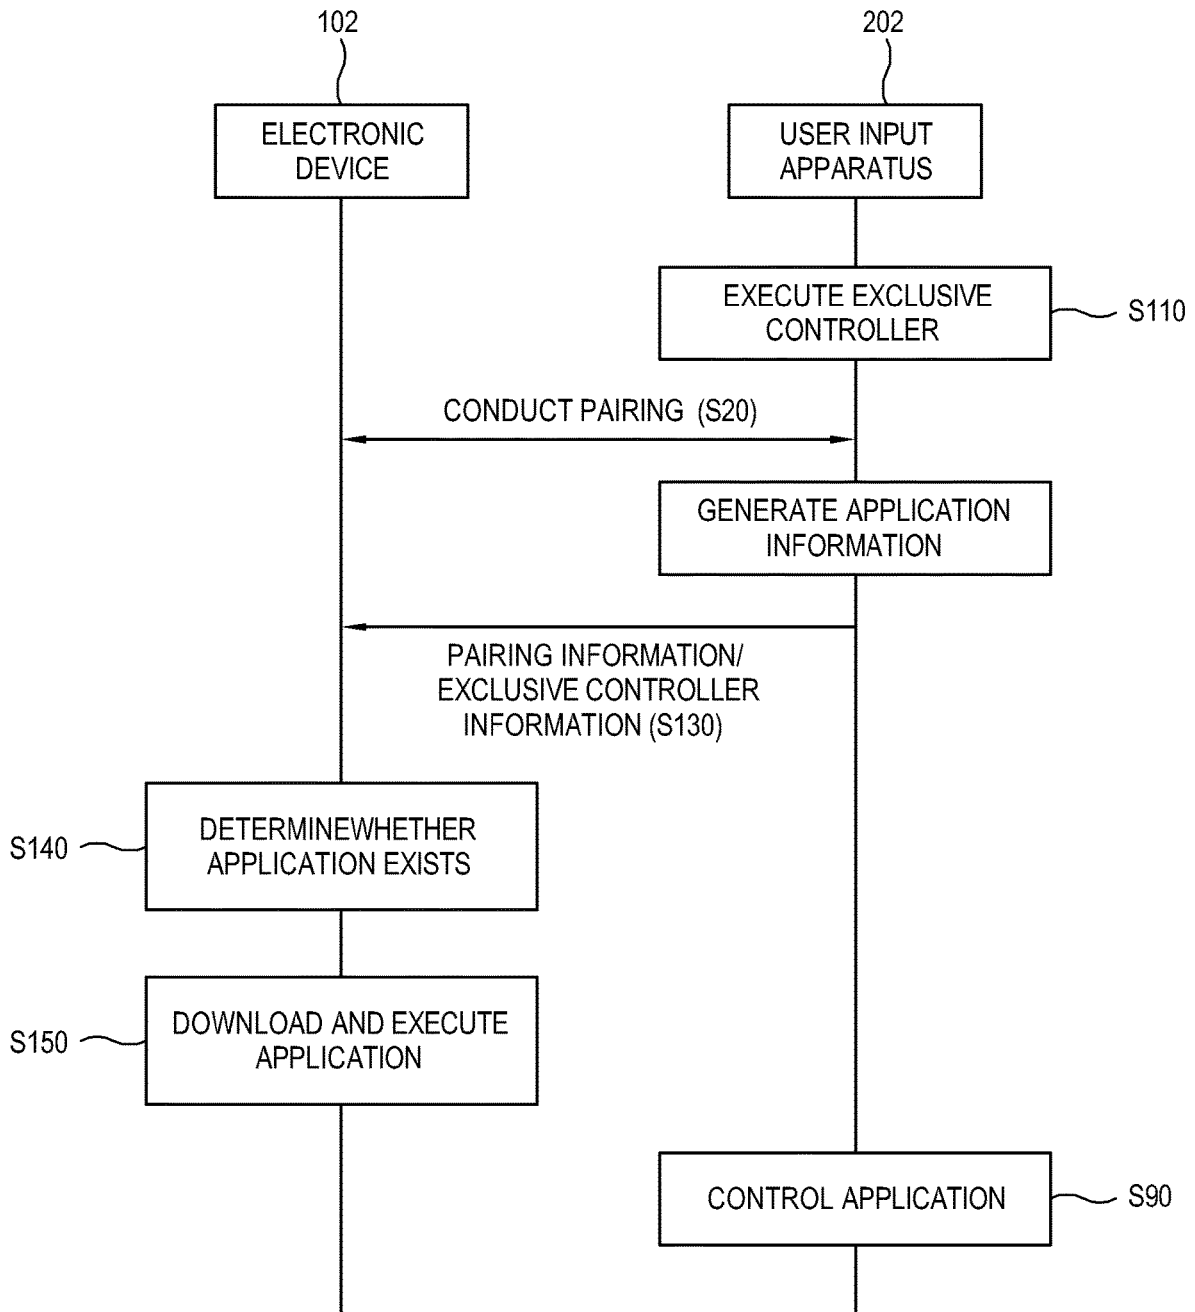 102
202
ELECTRONIC
DEVICE
USER INPUT
APPARATUS
EXECUTE EXCLUSIVE
CONTROLLER
S110
CONDUCT PAIRING (S20)
GENERATE APPLICATION
INFORMATION
PAIRING INFORMATION/
EXCLUSIVE CONTROLLER
INFORMATION (S130)
S140
DETERMINEWHETHER
APPLICATION EXISTS
S150
DOWNLOAD AND EXECUTE
APPLICATION
CONTROL APPLICATION
S90